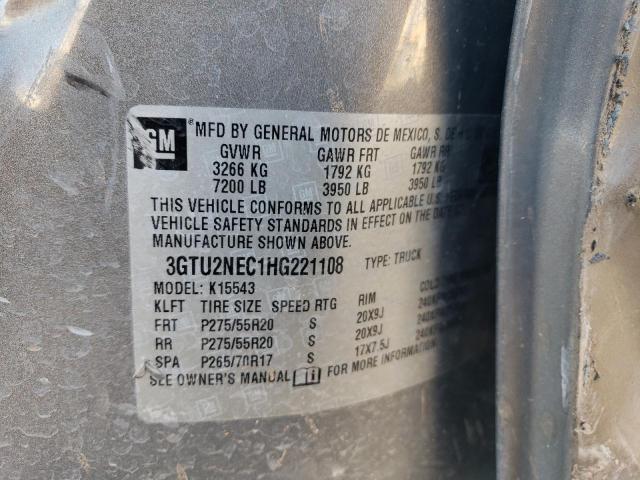 GM ® MFD BY GENERAL MOTORS DE MEXICO, S. DE
GVWR GAWR FRT GAWR RR
3266 KG 1792 KG 1792 KG
7200 LB 3950 LB 3950 LB
THIS VEHICLE CONFORMS TO ALL APPLICABLE U.S.
VEHICLE SAFETY STANDARDS IN EFFECT ON THE DATE
MANUFACTURE SHOWN ABOVE.
3GTU2NEC1HG221108 TYPE: TRUCK
MODEL: K15543
KLFT TIRE SIZE SPEED RTG RIM
FRT P275/55R20 S 20X9J
RR P275/55R20 S 20X9J
SPA P265/70R17 S 17X7.5J
SEE OWNER'S MANUAL FOR MORE INFORMATION